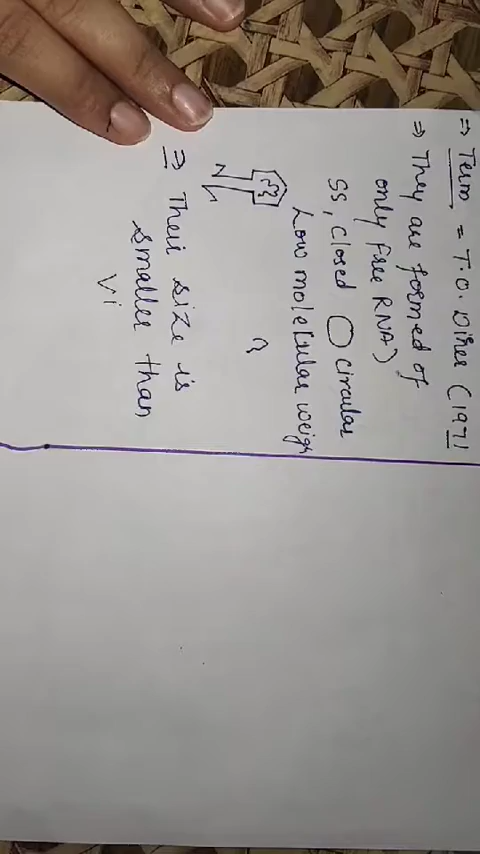 ⇒ Term = T.O. Diner (1971
⇒ They are formed of
only free RNA)
SS, closed circular
Low molecular weigh
⇒ Their size is
smaller than
Vi